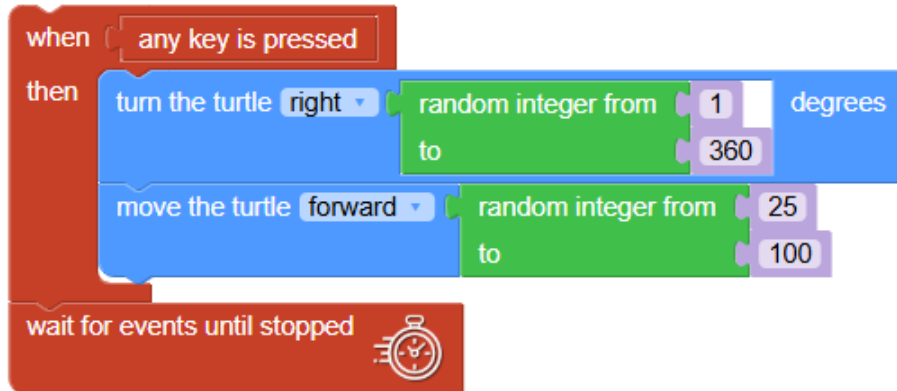 when any key is pressed
then turn the turtle right random integer from 1 degrees
to 360
move the turtle forward random integer from 25
to 100
wait for events until stopped